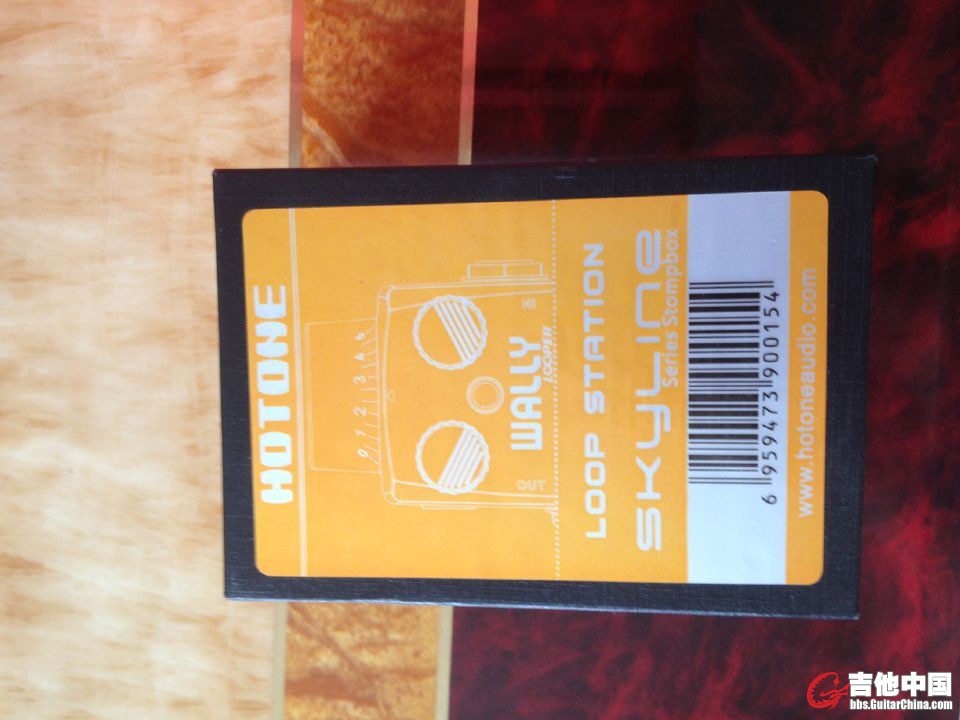 HOTONE
0 1 2 3 4 5
OUT
WALLY
LOOPER
LOOP STATION
SKYLINE
Series Stompbox
6 959473 900154
www.hotoneaudio.com
吉他中国
bbs.GuitarChina.com